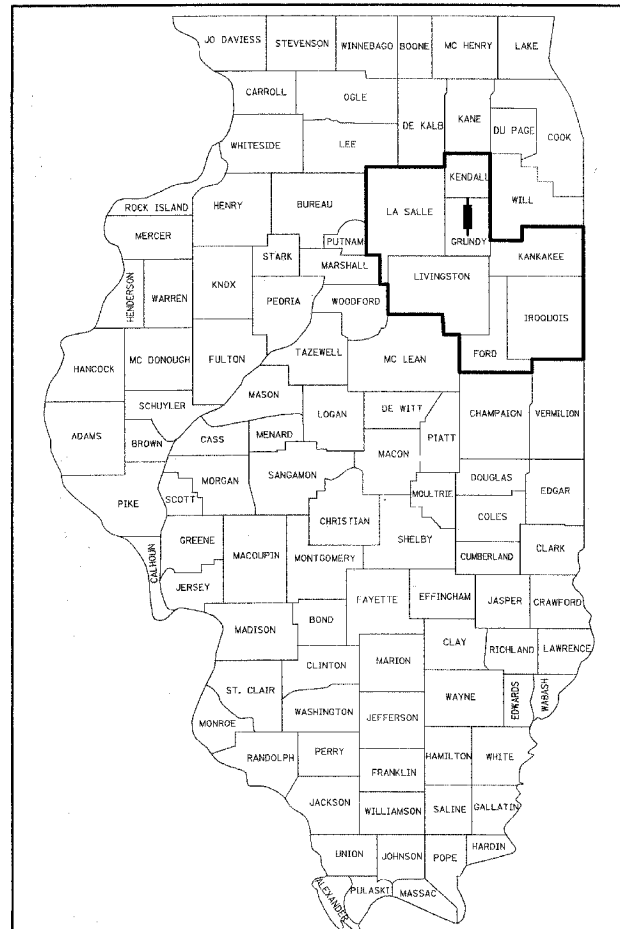 JO DAVIESS
STEVENSON
WINNEBAGO
BOONE
MC HENRY
LAKE
CARROLL
OGLE
DE KALB
KANE
DU PAGE
COOK
WHITESIDE
LEE
KENDALL
WILL
ROCK ISLAND
HENRY
BUREAU
LA SALLE
GRUNDY
MERCER
PUTNAM
KANKAKEE
STARK
MARSHALL
HENDERSON
WARREN
KNOX
PEORIA
WOODFORD
LIVINGSTON
IROQUOIS
FORD
HANCOCK
MC DONOUGH
FULTON
TAZEWELL
MC LEAN
SCHUYLER
MASON
LOGAN
DE WITT
CHAMPAION
VERMILION
ADAMS
BROWN
CASS
MENARD
PIATT
MACON
MORGAN
SANGAMON
DOUGLAS
EDGAR
PIKE
SCOTT
MOULTRIE
COLES
CHRISTIAN
GREENE
MACOUPIN
MONTGOMERY
SHELBY
CUMBERLAND
CLARK
CALHOUN
JERSEY
FAYETTE
EFFINGHAM
JASPER
CRAWFORD
MADISON
BOND
CLAY
RICHLAND
LAWRENCE
CLINTON
MARION
ST. CLAIR
WAYNE
EDWARDS
WABASH
WASHINGTON
JEFFERSON
MONROE
RANDOLPH
PERRY
HAMILTON
WHITE
FRANKLIN
JACKSON
WILLIAMSON
SALINE
GALLATIN
UNION
JOHNSON
POPE
HARDIN
ALEXANDER
PULASKI
MASSAC